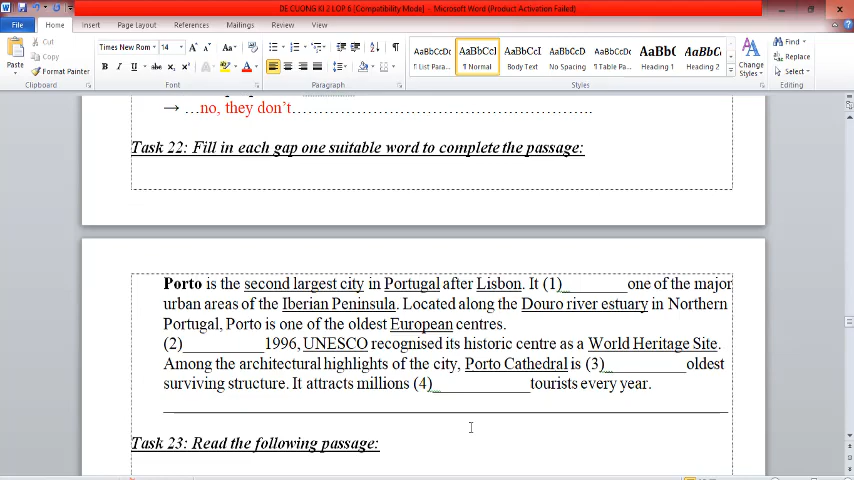 DE CUONG KI 2 LOP 6 [Compatibility Mode] - Microsoft Word (Product Activation Failed)
File Home Insert Page Layout References Mailings Review View
Paste Cut Copy Format Painter
Clipboard
Times New Rom 14
Font
Paragraph
AaBbCcDc AaBbCcI AaBbCcI AaBbCcD AaBbCcDc AaBb( AaBbC
¶ List Para... ¶ Normal Body Text No Spacing ¶ Table Pa... Heading 1 Heading 2
Styles
Change Styles
Find Replace Select
Editing
→ …no, they don't……………………………………………….
Task 22: Fill in each gap one suitable word to complete the passage:
Porto is the second largest city in Portugal after Lisbon. It (1)_______one of the major
urban areas of the Iberian Peninsula. Located along the Douro river estuary in Northern
Portugal, Porto is one of the oldest European centres.
(2)__________1996, UNESCO recognised its historic centre as a World Heritage Site.
Among the architectural highlights of the city, Porto Cathedral is (3)__________oldest
surviving structure. It attracts millions (4)____________tourists every year.
Task 23: Read the following passage: